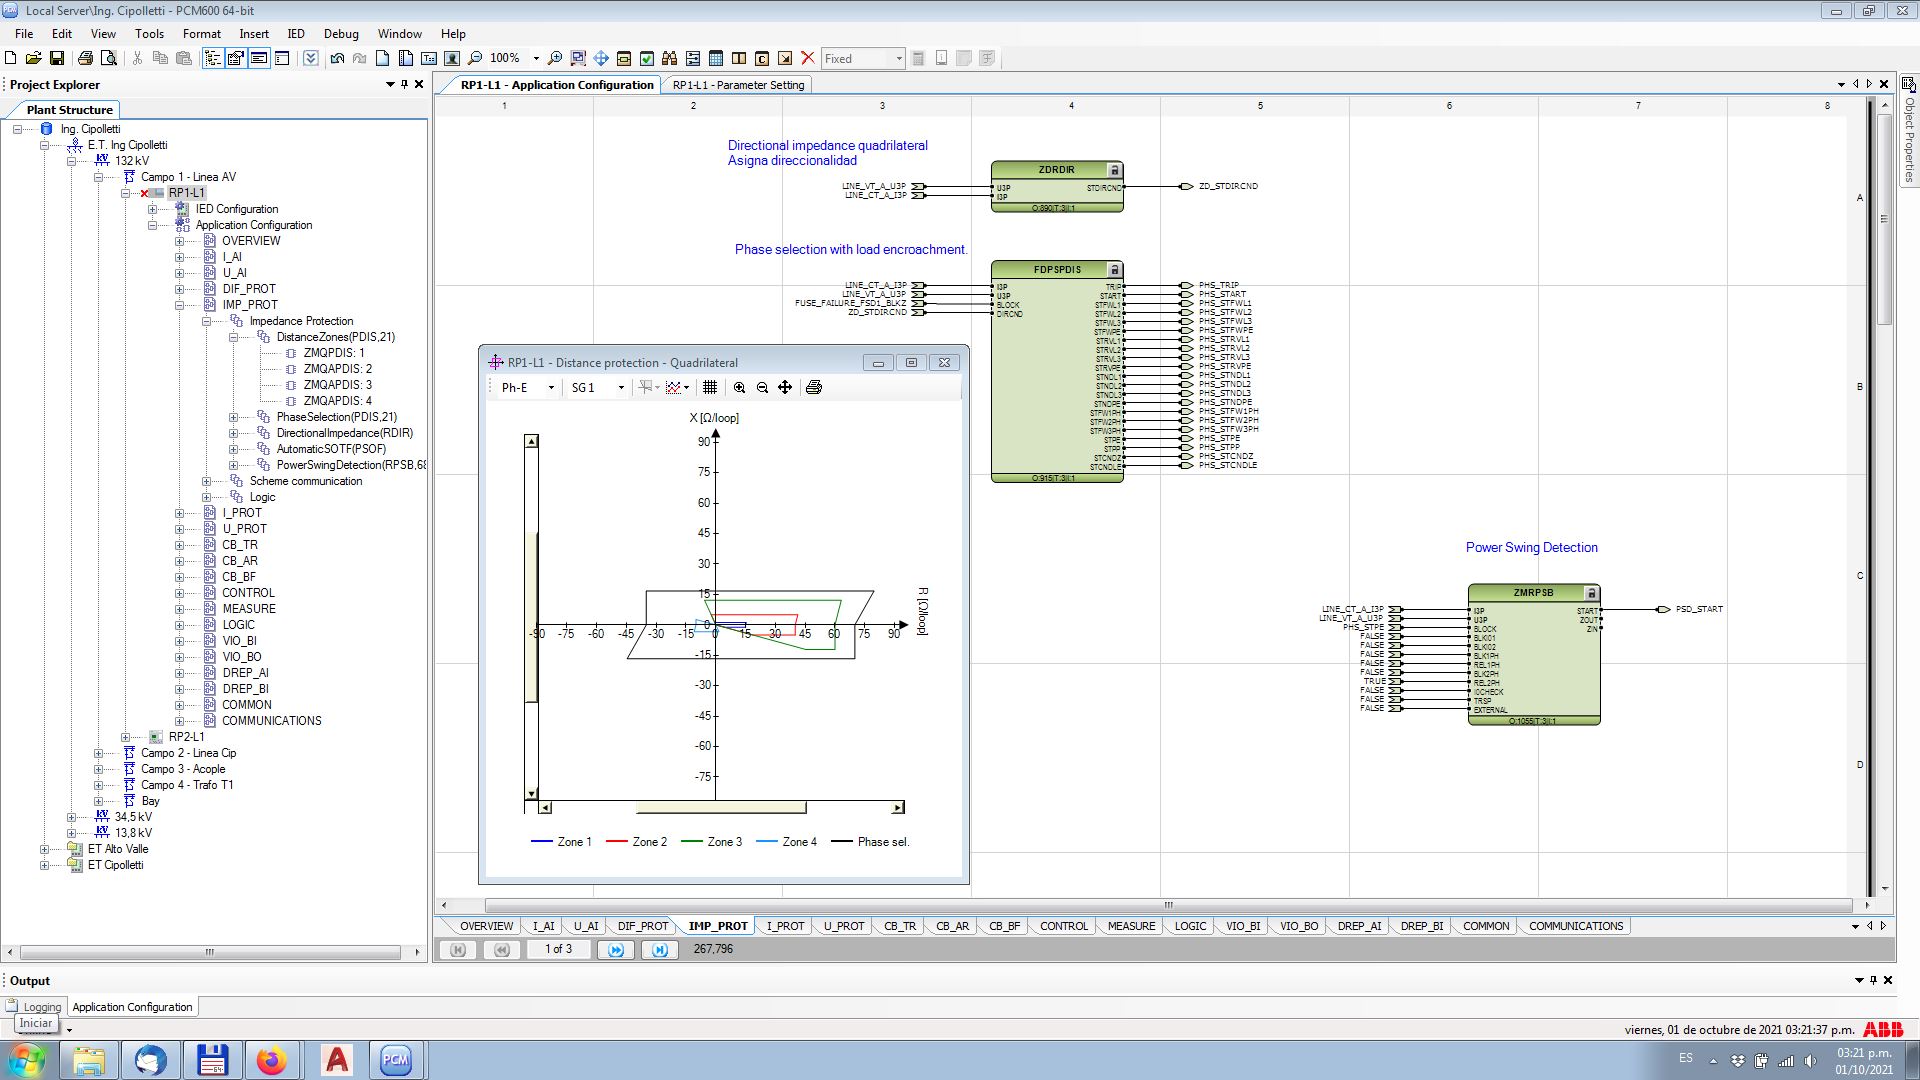 Local Server\Ing. Cipolletti - PCM600 64-bit
File Edit View Tools Format Insert IED Debug Window Help
100% Fixed
Project Explorer
Plant Structure
Ing. Cipolletti
E.T. Ing Cipolletti
132 kV
Campo 1 - Linea AV
RP1-L1
IED Configuration
Application Configuration
OVERVIEW
I_AI
U_AI
DIF_PROT
IMP_PROT
Impedance Protection
DistanceZones(PDIS,21)
ZMQPDIS: 1
ZMQAPDIS: 2
ZMQAPDIS: 3
ZMQAPDIS: 4
PhaseSelection(PDIS,21)
DirectionalImpedance(RDIR)
AutomaticSOTF(PSOF)
PowerSwingDetection(RPSB,68
Scheme communication
Logic
I_PROT
U_PROT
CB_TR
CB_AR
CB_BF
CONTROL
MEASURE
LOGIC
VIO_BI
VIO_BO
DREP_AI
DREP_BI
COMMON
COMMUNICATIONS
RP2-L1
Campo 2 - Linea Cip
Campo 3 - Acople
Campo 4 - Trafo T1
Bay
34,5 kV
13,8 kV
ET Alto Valle
ET Cipolletti
RP1-L1 - Application Configuration RP1-L1 - Parameter Setting
1 2 3 4 5 6 7 8
A
B
C
D
Object Properties
Directional impedance quadrilateral
Asigna direccionalidad
ZDRDIR
LINE_VT_A_U3P U3P STDIRCND ZD_STDIRCND
LINE_CT_A_I3P I3P
O:890|T:3|I:1
Phase selection with load encroachment.
FDPSPDIS
LINE_CT_A_I3P I3P TRIP PHS_TRIP
LINE_VT_A_U3P U3P START PHS_START
FUSE_FAILURE_FSD1_BLKZ BLOCK STFWL1 PHS_STFWL1
ZD_STDIRCND DIRCND STFWL2 PHS_STFWL2
STFWL3 PHS_STFWL3
STFWPE PHS_STFWPE
STRVL1 PHS_STRVL1
STRVL2 PHS_STRVL2
STRVL3 PHS_STRVL3
STRVPE PHS_STRVPE
STNDL1 PHS_STNDL1
STNDL2 PHS_STNDL2
STNDL3 PHS_STNDL3
STNDPE PHS_STNDPE
STFW1PH PHS_STFW1PH
STFW2PH PHS_STFW2PH
STFW3PH PHS_STFW3PH
STPE PHS_STPE
STPP PHS_STPP
STCNDZ PHS_STCNDZ
STCNDLE PHS_STCNDLE
O:915|T:3|I:1
Power Swing Detection
ZMRPSB
LINE_CT_A_I3P I3P START PSD_START
LINE_VT_A_U3P U3P ZOUT
PHS_STPE BLOCK ZIN
FALSE BLKI01
FALSE BLKI02
FALSE BLK1PH
FALSE REL1PH
FALSE BLK2PH
TRUE REL2PH
FALSE I0CHECK
FALSE TRSP
FALSE EXTERNAL
O:1055|T:3|I:1
RP1-L1 - Distance protection - Quadrilateral
Ph-E SG 1
X [Ω/loop]
90
75
60
45
30
15
-90 -75 -60 -45 -30 -15 0 15 30 45 60 75 90
R [Ω/loop]
-15
-30
-45
-60
-75
Zone 1 Zone 2 Zone 3 Zone 4 Phase sel.
OVERVIEW I_AI U_AI DIF_PROT IMP_PROT I_PROT U_PROT CB_TR CB_AR CB_BF CONTROL MEASURE LOGIC VIO_BI VIO_BO DREP_AI DREP_BI COMMON COMMUNICATIONS
1 of 3 267,796
Output
Logging Application Configuration
Iniciar
viernes, 01 de octubre de 2021 03:21:37 p.m. ABB
PCM
64
ES
03:21 p.m.
01/10/2021